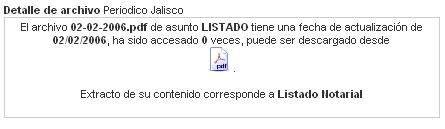 Detalle de archivo Periodico Jalisco
El archivo 02-02-2006.pdf de asunto LISTADO tiene una fecha de actualización de
02/02/2006, ha sido accesado 0 veces, puede ser descargado desde
pdf .
Extracto de su contenido corresponde a Listado Notarial